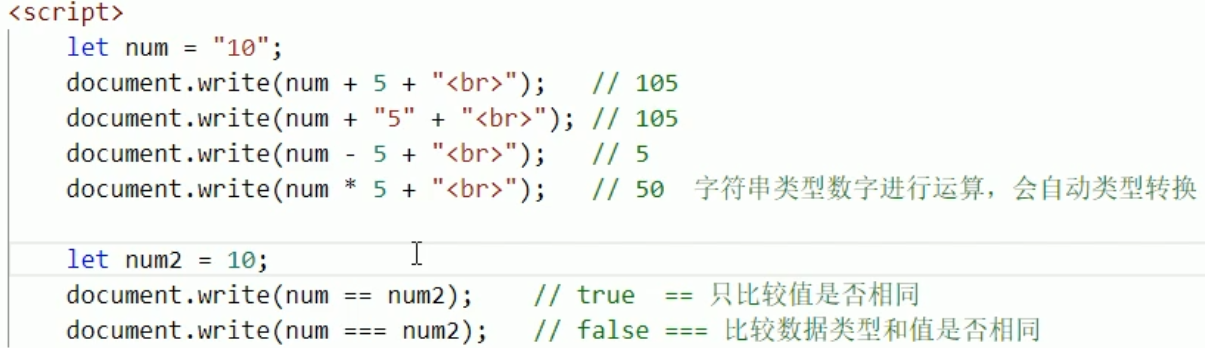 <script>
let num = "10";
document.write(num + 5 + "<br>");   // 105
document.write(num + "5" + "<br>"); // 105
document.write(num - 5 + "<br>");   // 5
document.write(num * 5 + "<br>");   // 50  字符串类型数字进行运算，会自动类型转换
let num2 = 10;
document.write(num == num2);    // true  == 只比较值是否相同
document.write(num === num2);   // false === 比较数据类型和值是否相同